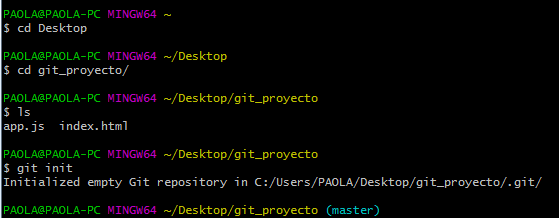 PAOLA@PAOLA-PC MINGW64 ~
$ cd Desktop
PAOLA@PAOLA-PC MINGW64 ~/Desktop
$ cd git_proyecto/
PAOLA@PAOLA-PC MINGW64 ~/Desktop/git_proyecto
$ ls
app.js  index.html
PAOLA@PAOLA-PC MINGW64 ~/Desktop/git_proyecto
$ git init
Initialized empty Git repository in C:/Users/PAOLA/Desktop/git_proyecto/.git/
PAOLA@PAOLA-PC MINGW64 ~/Desktop/git_proyecto (master)